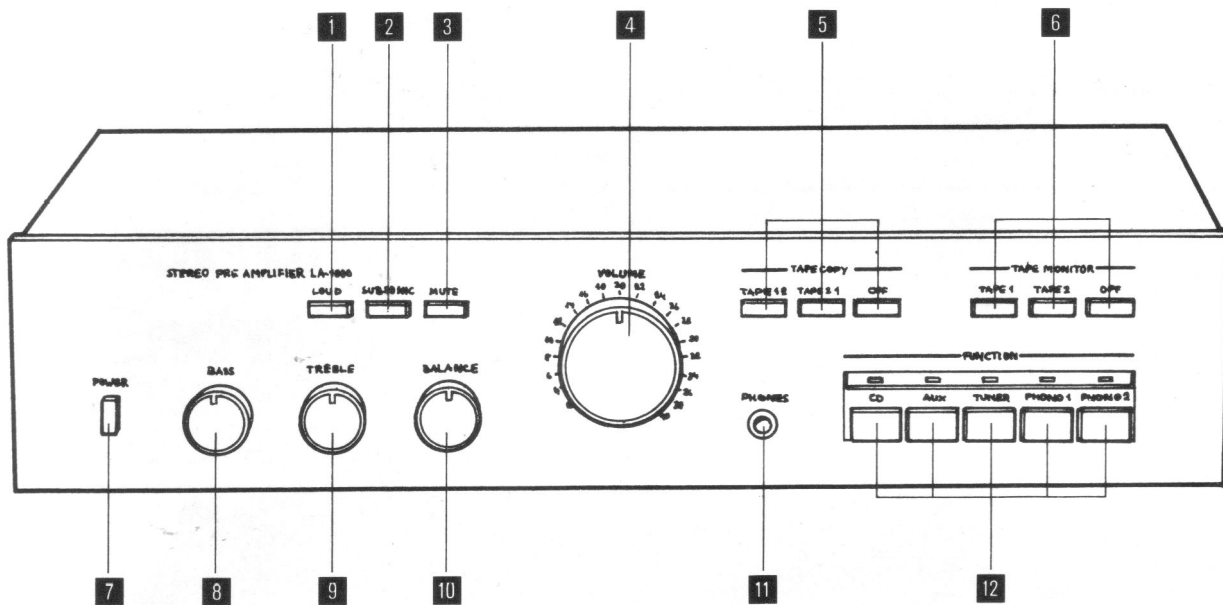 1 2 3 4 5 6
STEREO PRE AMPLIFIER
LOUD SUBSONIC MUTE
VOLUME
TAPE COPY
TAPE 1 2 TAPE 2 1 OFF
TAPE MONITOR
TAPE 1 TAPE 2 OFF
POWER
BASS TREBLE BALANCE
PHONES
FUNCTION
CD AUX TUNER PHONO 1 PHONO 2
7 8 9 10 11 12